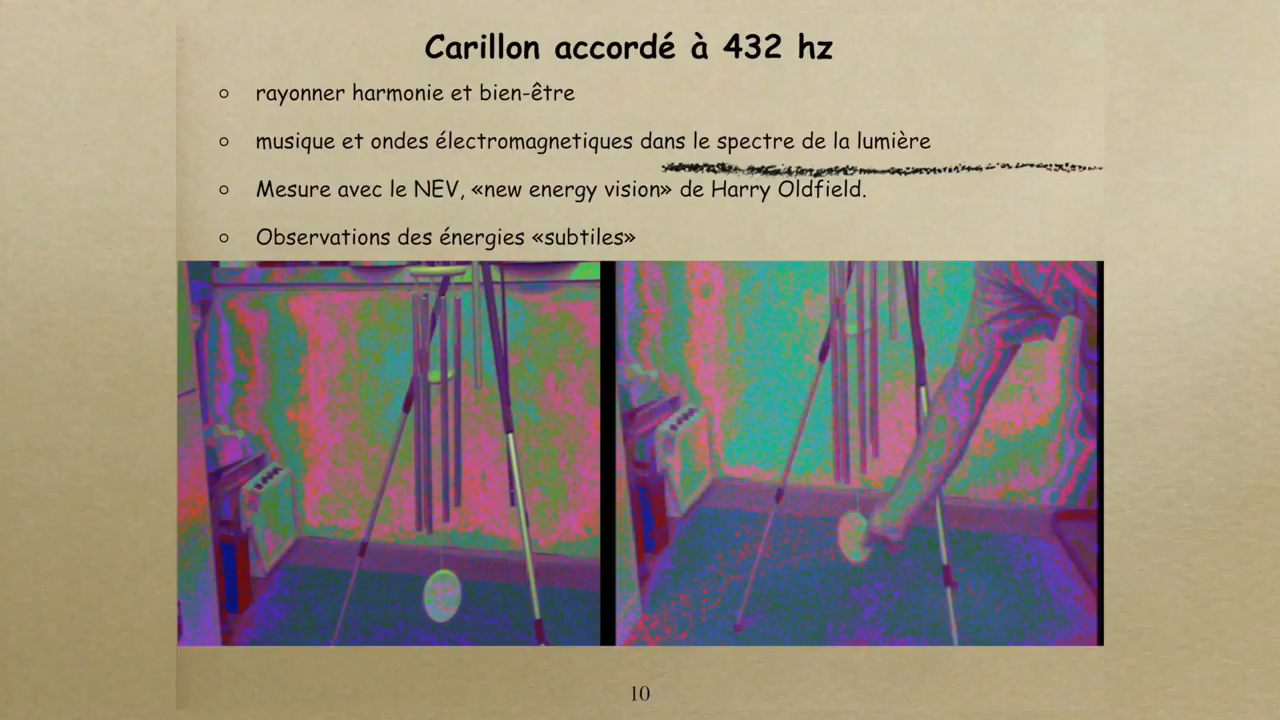 Carillon accordé à 432 hz
rayonner harmonie et bien-être
musique et ondes électromagnetiques dans le spectre de la lumière
Mesure avec le NEV, «new energy vision» de Harry Oldfield.
Observations des énergies «subtiles»
10